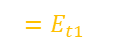 = E_{t1}